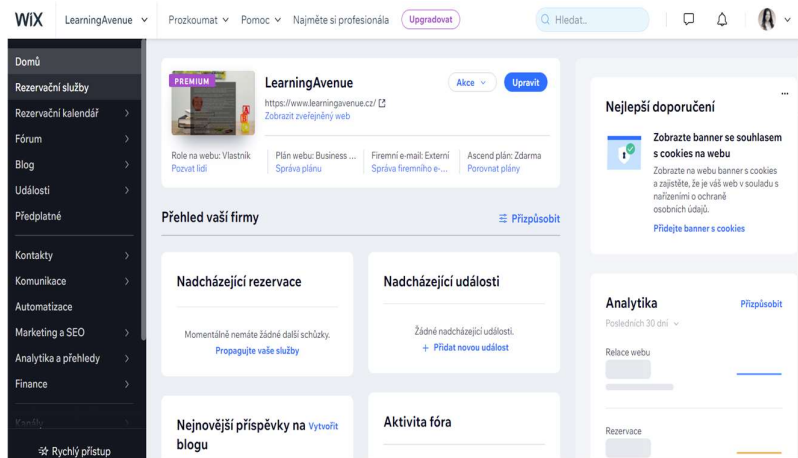 WiX
LearningAvenue
Prozkoumat
Pomoc
Najměte si profesionála
Upgradovat
Hledat..
Domů
Rezervační služby
Rezervační kalendář
Fórum
Blog
Události
Předplatné
Kontakty
Komunikace
Automatizace
Marketing a SEO
Analytika a přehledy
Finance
Kanály
Rychlý přístup
PREMIUM
LearningAvenue
https://www.learningavenue.cz/
Zobrazit zveřejněný web
Akce
Upravit
Role na webu: Vlastník
Pozvat lidi
Plán webu: Business ...
Správa plánu
Firemní e-mail: Externí
Správa firemního e-...
Ascend plán: Zdarma
Porovnat plány
Přehled vaší firmy
Přizpůsobit
Nadcházející rezervace
Momentálně nemáte žádné další schůzky.
Propagujte vaše služby
Nadcházející události
Žádné nadcházející události.
+ Přidat novou událost
Nejnovější příspěvky na
blogu
Vytvořit
Aktivita fóra
...
Nejlepší doporučení
Zobrazte banner se souhlasem
s cookies na webu
Zobrazte na webu banner s cookies
a zajistěte, že je váš web v souladu s
nařízeními o ochraně
osobních údajů.
Přidejte banner s cookies
Analytika
Přizpůsobit
Posledních 30 dní
Relace webu
Rezervace